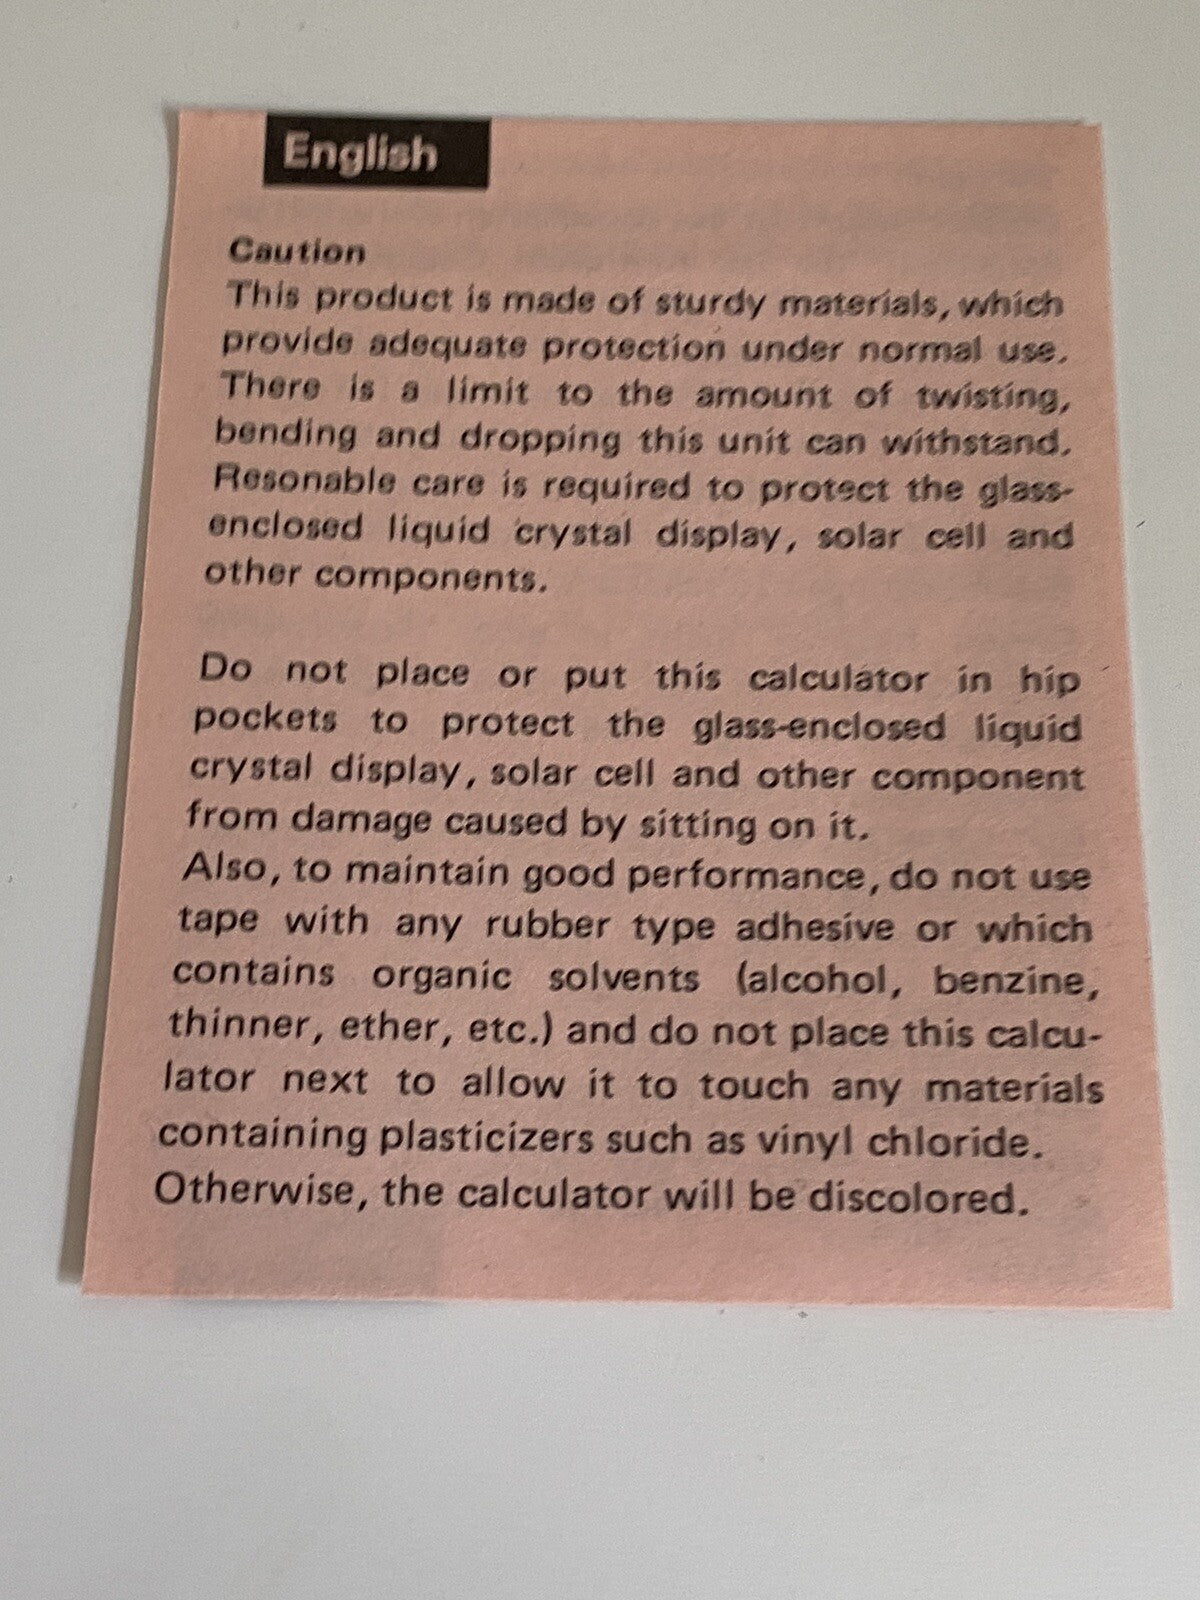 English
Caution
This product is made of sturdy materials, which
provide adequate protection under normal use.
There is a limit to the amount of twisting,
bending and dropping this unit can withstand.
Resonable care is required to protect the glass-
enclosed liquid crystal display, solar cell and
other components.
Do not place or put this calculator in hip
pockets to protect the glass-enclosed liquid
crystal display, solar cell and other component
from damage caused by sitting on it.
Also, to maintain good performance, do not use
tape with any rubber type adhesive or which
contains organic solvents (alcohol, benzine,
thinner, ether, etc.) and do not place this calcu-
lator next to allow it to touch any materials
containing plasticizers such as vinyl chloride.
Otherwise, the calculator will be discolored.